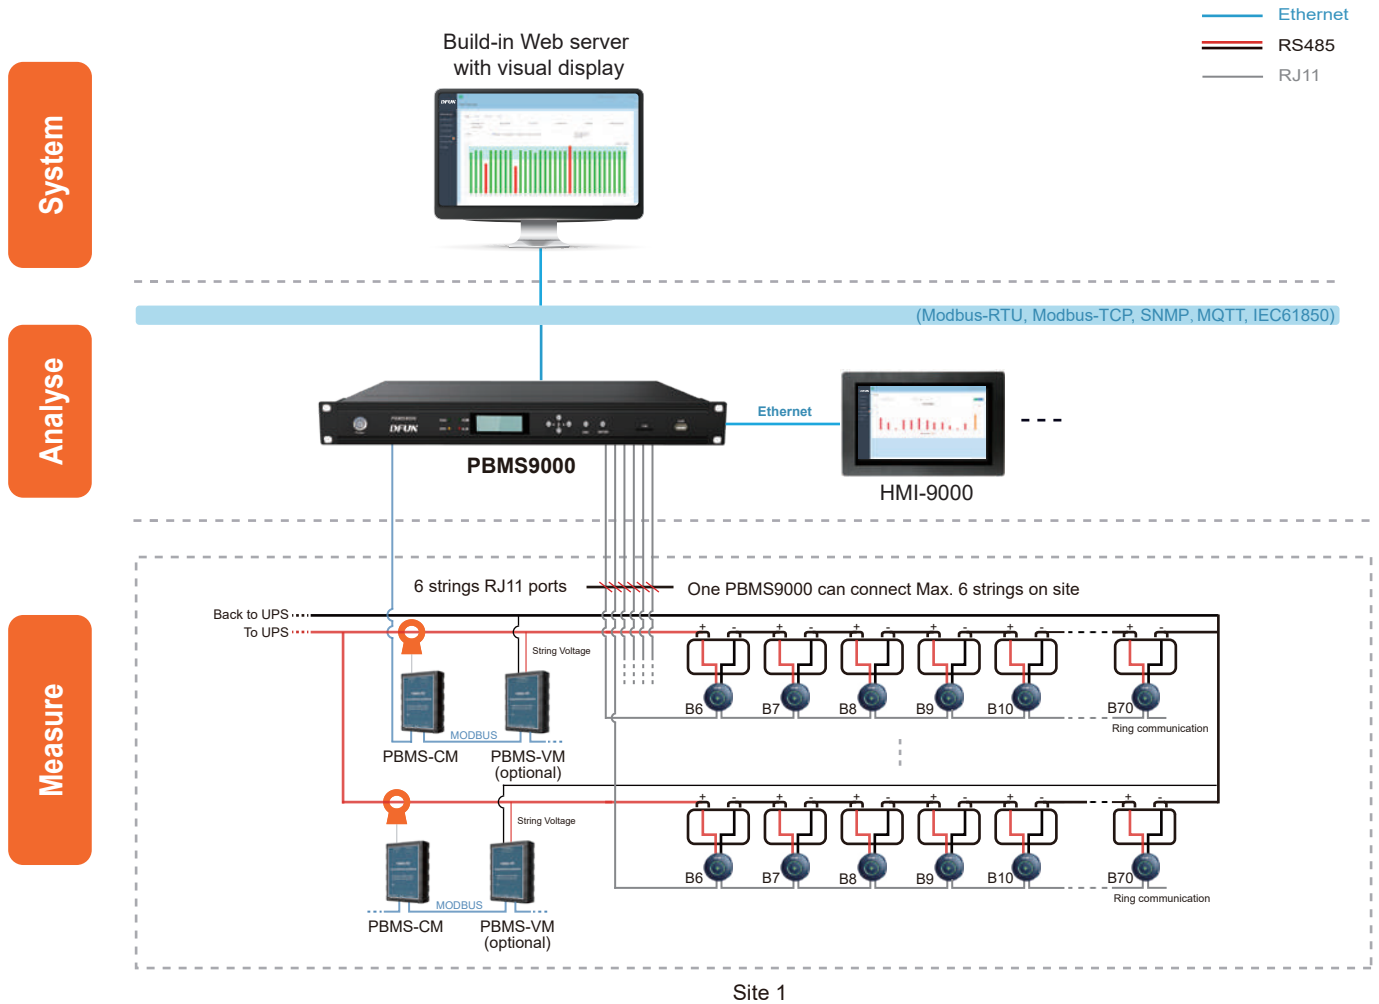 Ethernet
RS485
RJ11
Build-in Web server
with visual display
System
DFUN
(Modbus-RTU, Modbus-TCP, SNMP, MQTT, IEC61850)
Analyse
DFUN
PBMS9000
Ethernet
HMI-9000
Measure
6 strings RJ11 ports
One PBMS9000 can connect Max. 6 strings on site
Back to UPS
To UPS
String Voltage
+ - + - + - + - + - + -
B6 B7 B8 B9 B10 B70
Ring communication
MODBUS
PBMS-CM
PBMS-VM
(optional)
String Voltage
+ - + - + - + - + - + -
B6 B7 B8 B9 B10 B70
Ring communication
MODBUS
PBMS-CM
PBMS-VM
(optional)
Site 1